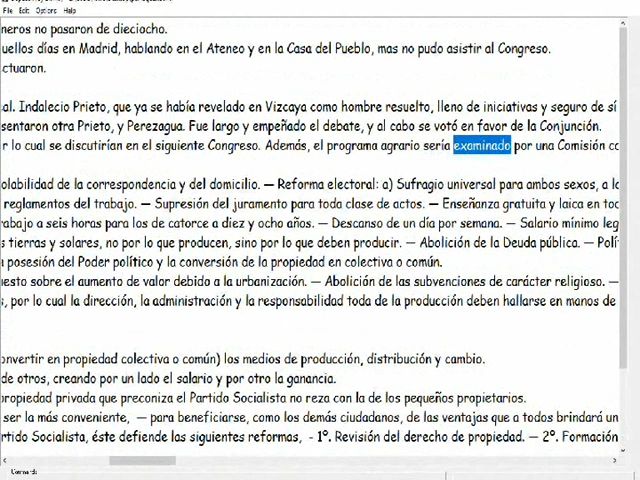 File Edit Options Help
neros no pasaron de dieciocho.
uellos días en Madrid, hablando en el Ateneo y en la Casa del Pueblo, mas no pudo asistir al Congreso.
ctuaron.
al. Indalecio Prieto, que ya se había revelado en Vizcaya como hombre resuelto, lleno de iniciativas y seguro de sí
sentaron otra Prieto, y Perezagua. Fue largo y empeñado el debate, y al cabo se votó en favor de la Conjunción.
r lo cual se discutirían en el siguiente Congreso. Además, el programa agrario sería examinado por una Comisión co
olabilidad de la correspondencia y del domicilio. — Reforma electoral: a) Sufragio universal para ambos sexos, a lo
reglamentos del trabajo. — Supresión del juramento para toda clase de actos. — Enseñanza gratuita y laica en too
rabajo a seis horas para los de catorce a diez y ocho años. — Descanso de un día por semana. — Salario mínimo leg
s tierras y solares, no por lo que producen, sino por lo que deben producir. — Abolición de la Deuda pública. — Polí
a posesión del Poder político y la conversión de la propiedad en colectiva o común.
uesto sobre el aumento de valor debido a la urbanización. — Abolición de las subvenciones de carácter religioso. —
s, por lo cual la dirección, la administración y la responsabilidad toda de la producción deben hallarse en manos de
onvertir en propiedad colectiva o común) los medios de producción, distribución y cambio.
de otros, creando por un lado el salario y por otro la ganancia.
propiedad privada que preconiza el Partido Socialista no reza con la de los pequeños propietarios.
ser la más conveniente, — para beneficiarse, como los demás ciudadanos, de las ventajas que a todos brindará un
rtido Socialista, éste defiende las siguientes reformas, - 1º. Revisión del derecho de propiedad. — 2º. Formación